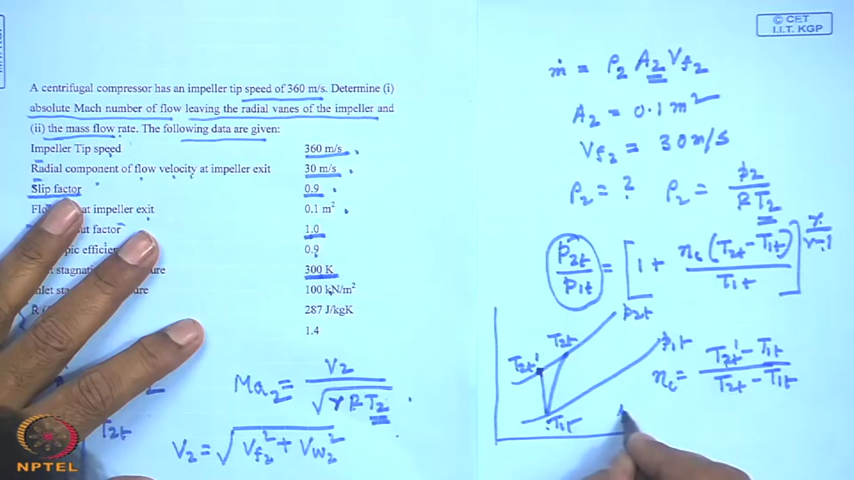 © CET
I.I.T. KGP
A centrifugal compressor has an impeller tip speed of 360 m/s. Determine (i)
absolute Mach number of flow leaving the radial vanes of the impeller and
(ii) the mass flow rate. The following data are given:
Impeller Tip speed 360 m/s
Radial component of flow velocity at impeller exit 30 m/s
Slip factor 0.9
at impeller exit 0.1 m²
factor 1.0
0.9
300 K
100 kN/m²
287 J/kgK
1.4
Ma₂ = V₂ / √(γRT₂)
T₂t
V₂ = √(Vf₂² + Vw₂²)
ṁ = ρ₂ A₂ Vf₂
A₂ = 0.1 m²
Vf₂ = 30 m/s
ρ₂ = ? ρ₂ = p₂ / RT₂
p₂t / p₁t = [1 + ηc (T₂t − T₁t) / T₁t]^(γ/(γ−1))
p₂t
T₂t
T₂t′
p₁t
T₁t
ηc = (T₂t′ − T₁t) / (T₂t − T₁t)
NPTEL